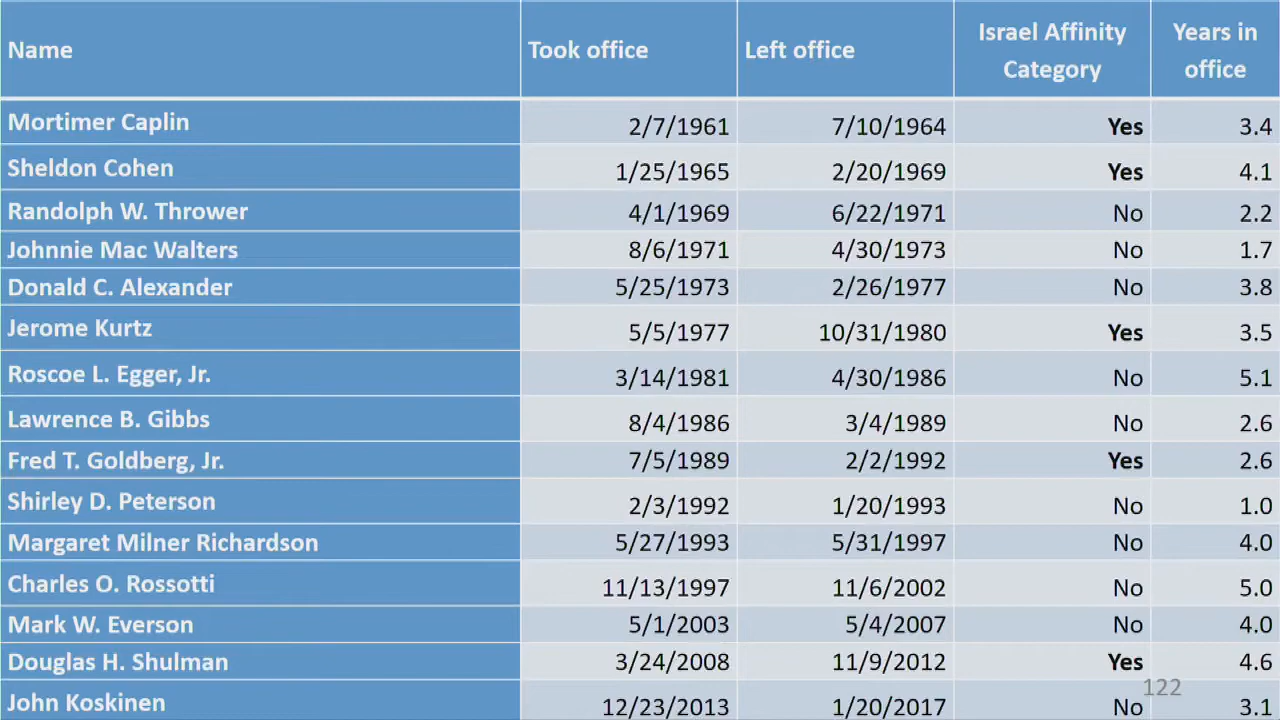 Name Took office Left office Israel Affinity Category Years in office
Mortimer Caplin 2/7/1961 7/10/1964 Yes 3.4
Sheldon Cohen 1/25/1965 2/20/1969 Yes 4.1
Randolph W. Thrower 4/1/1969 6/22/1971 No 2.2
Johnnie Mac Walters 8/6/1971 4/30/1973 No 1.7
Donald C. Alexander 5/25/1973 2/26/1977 No 3.8
Jerome Kurtz 5/5/1977 10/31/1980 Yes 3.5
Roscoe L. Egger, Jr. 3/14/1981 4/30/1986 No 5.1
Lawrence B. Gibbs 8/4/1986 3/4/1989 No 2.6
Fred T. Goldberg, Jr. 7/5/1989 2/2/1992 Yes 2.6
Shirley D. Peterson 2/3/1992 1/20/1993 No 1.0
Margaret Milner Richardson 5/27/1993 5/31/1997 No 4.0
Charles O. Rossotti 11/13/1997 11/6/2002 No 5.0
Mark W. Everson 5/1/2003 5/4/2007 No 4.0
Douglas H. Shulman 3/24/2008 11/9/2012 Yes 4.6
122
John Koskinen 12/23/2013 1/20/2017 No 3.1